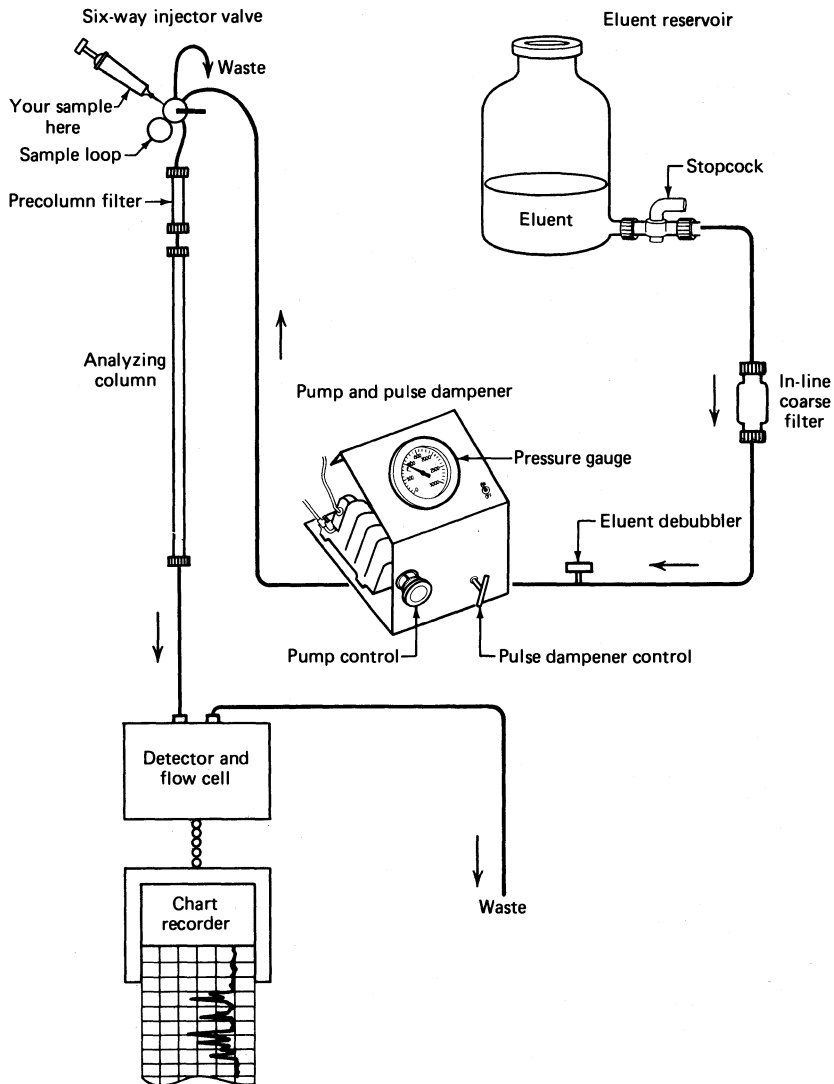 Six-way injector valve
Waste
Your sample
here
Sample loop
Precolumn filter
Analyzing
column
Eluent reservoir
Stopcock
Eluent
In-line
coarse
filter
Pump and pulse dampener
Pressure gauge
Eluent debubbler
Pump control
Pulse dampener control
Detector and
flow cell
Chart
recorder
Waste